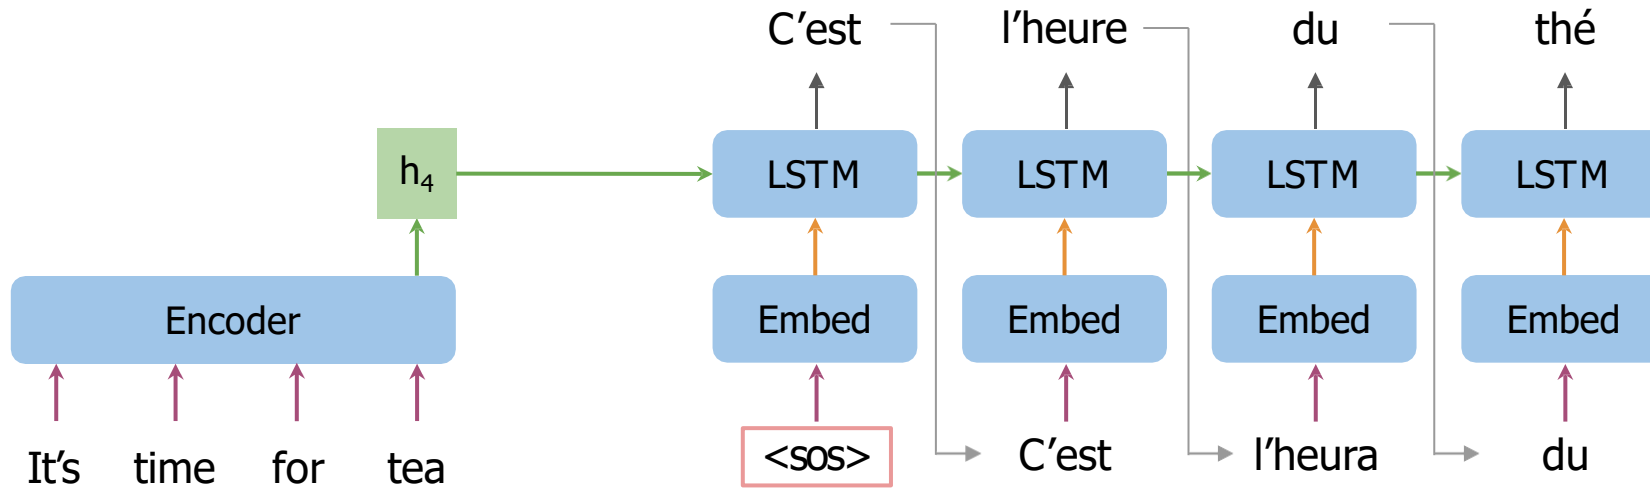 C’est l’heure du thé
h₄ LSTM LSTM LSTM LSTM
Encoder Embed Embed Embed Embed
It’s time for tea <sos> C’est l’heura du